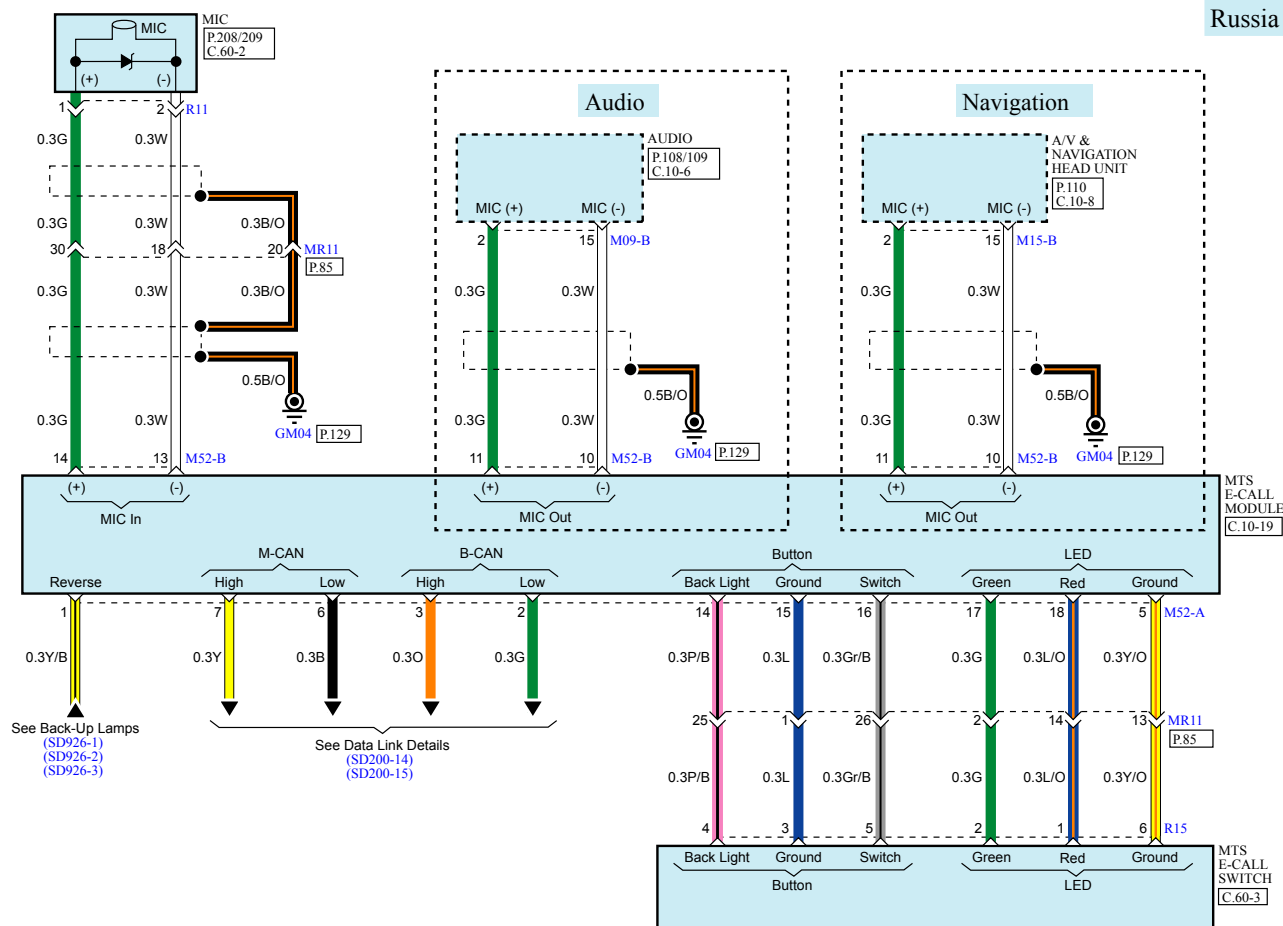 Russia
MIC
P.208/209
C.60-2
MIC
(+) (-)
1 2 R11
0.3G 0.3W
0.3G 0.3W 0.3B/O
30 18 20 MR11
P.85
0.3G 0.3W 0.3B/O
0.5B/O
0.3G 0.3W
GM04 P.129
14 13 M52-B
(+) (-)
MIC In
Audio
AUDIO
P.108/109
C.10-6
MIC (+) MIC (-)
2 15 M09-B
0.3G 0.3W
0.5B/O
0.3G 0.3W
GM04 P.129
11 10 M52-B
(+) (-)
MIC Out
Navigation
A/V &
NAVIGATION
HEAD UNIT
P.110
C.10-8
MIC (+) MIC (-)
2 15 M15-B
0.3G 0.3W
0.5B/O
0.3G 0.3W
GM04 P.129
11 10 M52-B
(+) (-)
MIC Out
MTS
E-CALL
MODULE
C.10-19
M-CAN B-CAN Button LED
Reverse High Low High Low Back Light Ground Switch Green Red Ground
1 7 6 3 2 14 15 16 17 18 5 M52-A
0.3Y/B 0.3Y 0.3B 0.3O 0.3G 0.3P/B 0.3L 0.3Gr/B 0.3G 0.3L/O 0.3Y/O
See Back-Up Lamps
(SD926-1)
(SD926-2)
(SD926-3)
See Data Link Details
(SD200-14)
(SD200-15)
25 1 26 2 14 13 MR11
P.85
0.3P/B 0.3L 0.3Gr/B 0.3G 0.3L/O 0.3Y/O
4 3 5 2 1 6 R15
Back Light Ground Switch Green Red Ground
Button LED
MTS
E-CALL
SWITCH
C.60-3